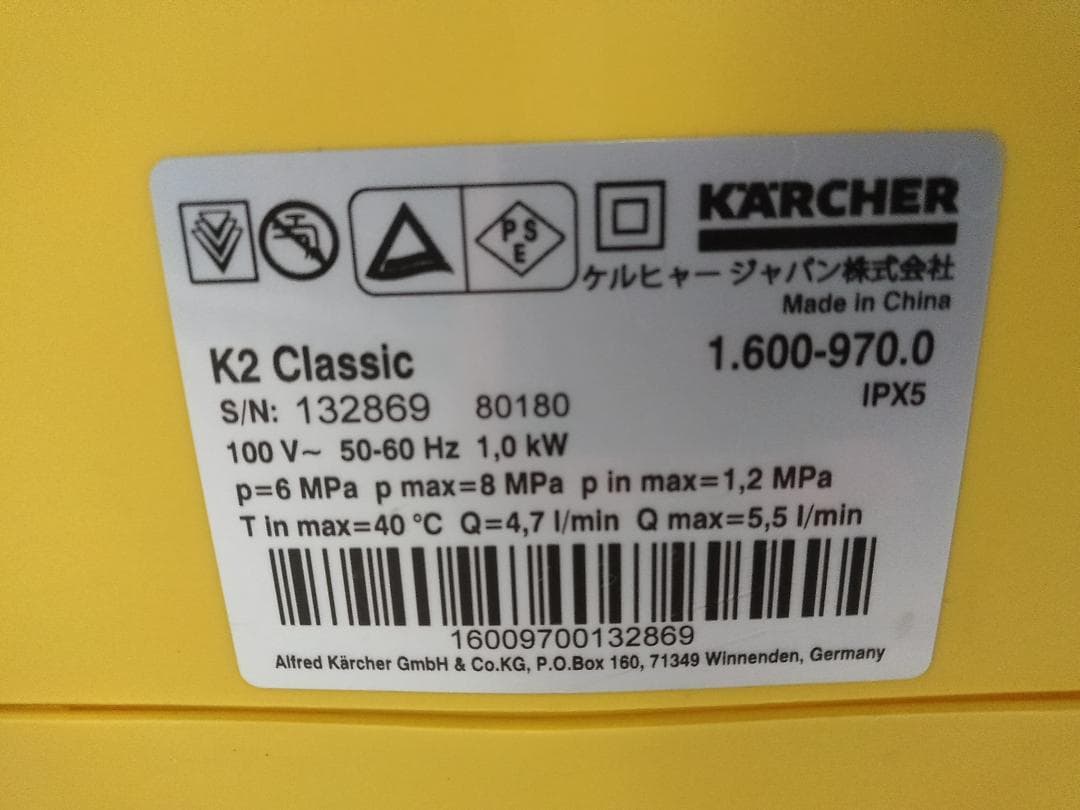 PSE
KÄRCHER
ケルヒャー ジャパン株式会社
Made in China
K2 Classic
1.600-970.0
S/N: 132869 80180
IPX5
100 V~ 50-60 Hz 1,0 kW
p=6 MPa p max=8 MPa p in max=1,2 MPa
T in max=40 °C Q=4,7 l/min Q max=5,5 l/min
16009700132869
Alfred Kärcher GmbH & Co.KG, P.O.Box 160, 71349 Winnenden, Germany